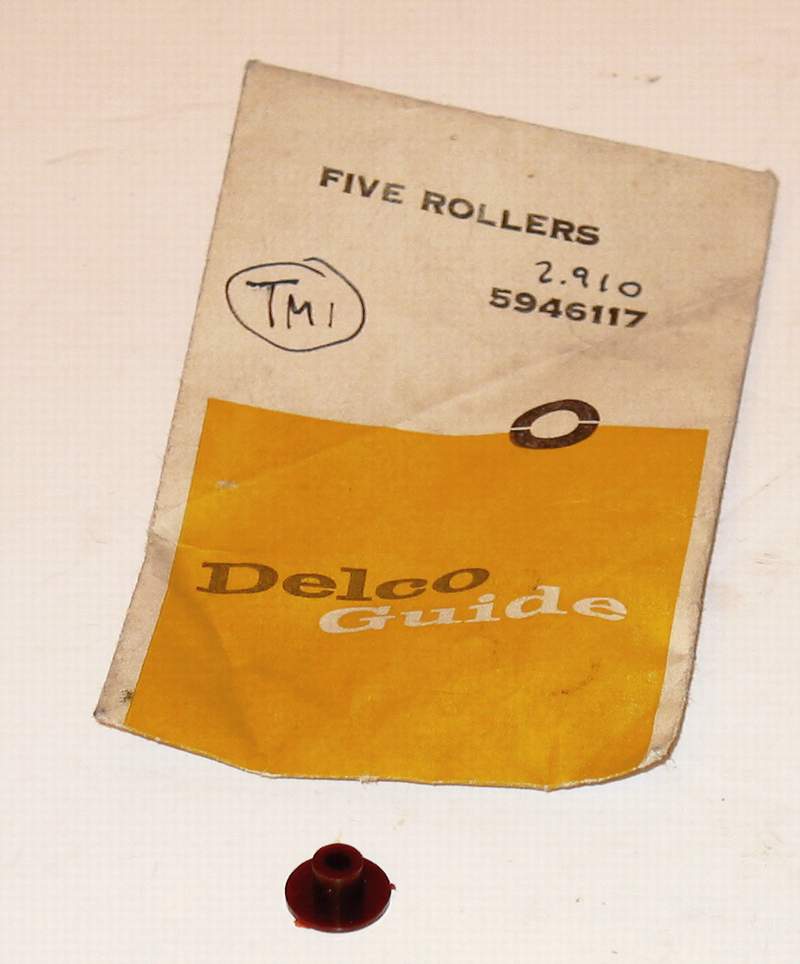 FIVE ROLLERS
2.910
TM1
5946117
Delco
Guide